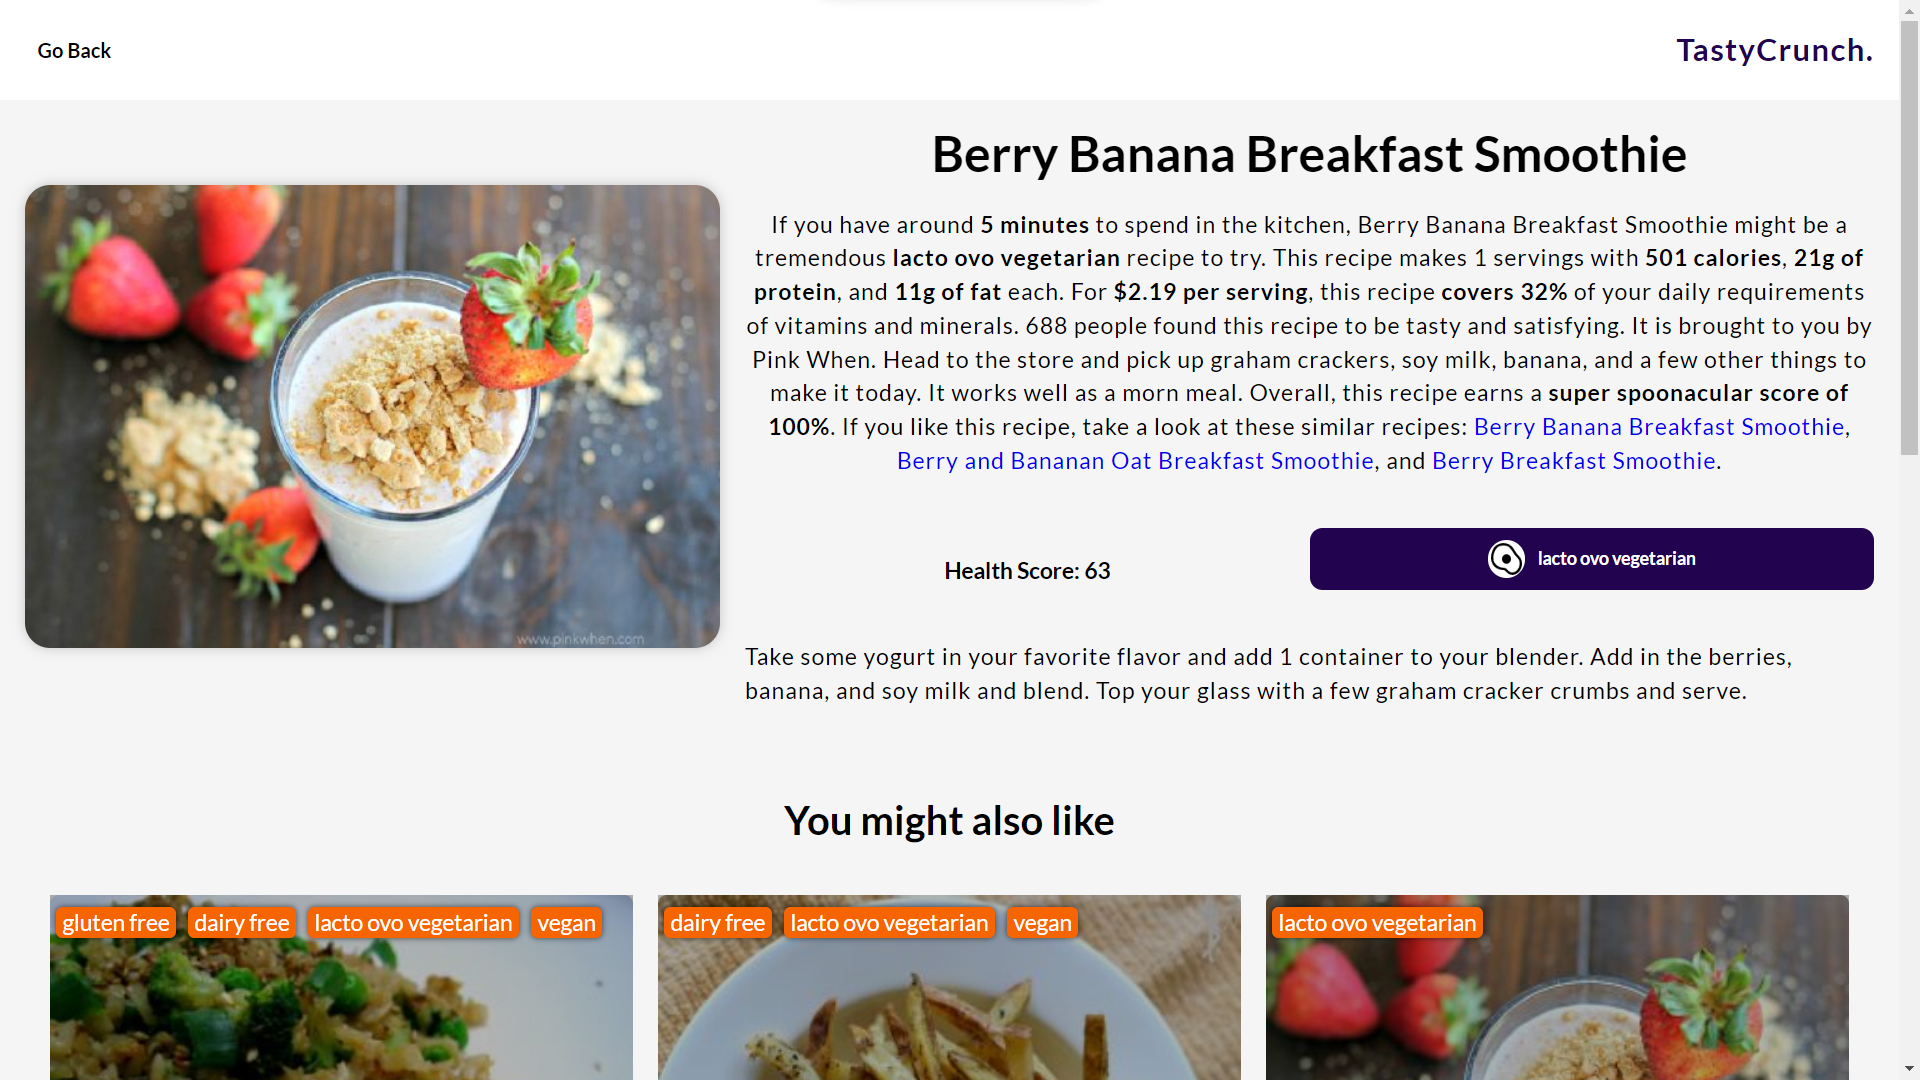 Go Back
TastyCrunch.
Berry Banana Breakfast Smoothie
If you have around 5 minutes to spend in the kitchen, Berry Banana Breakfast Smoothie might be a
tremendous lacto ovo vegetarian recipe to try. This recipe makes 1 servings with 501 calories, 21g of
protein, and 11g of fat each. For $2.19 per serving, this recipe covers 32% of your daily requirements
of vitamins and minerals. 688 people found this recipe to be tasty and satisfying. It is brought to you by
Pink When. Head to the store and pick up graham crackers, soy milk, banana, and a few other things to
make it today. It works well as a morn meal. Overall, this recipe earns a super spoonacular score of
100%. If you like this recipe, take a look at these similar recipes: Berry Banana Breakfast Smoothie,
Berry and Bananan Oat Breakfast Smoothie, and Berry Breakfast Smoothie.
www.pinkwhen.com
Health Score: 63
lacto ovo vegetarian
Take some yogurt in your favorite flavor and add 1 container to your blender. Add in the berries,
banana, and soy milk and blend. Top your glass with a few graham cracker crumbs and serve.
You might also like
gluten free dairy free lacto ovo vegetarian vegan
dairy free lacto ovo vegetarian vegan
lacto ovo vegetarian